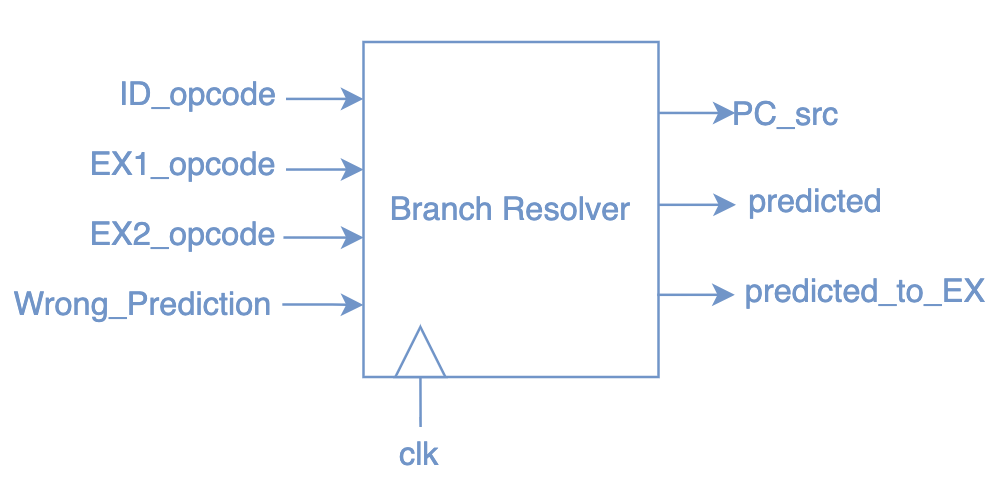 ID_opcode
EX1_opcode
EX2_opcode
Wrong_Prediction
Branch Resolver
PC_src
predicted
predicted_to_EX
clk